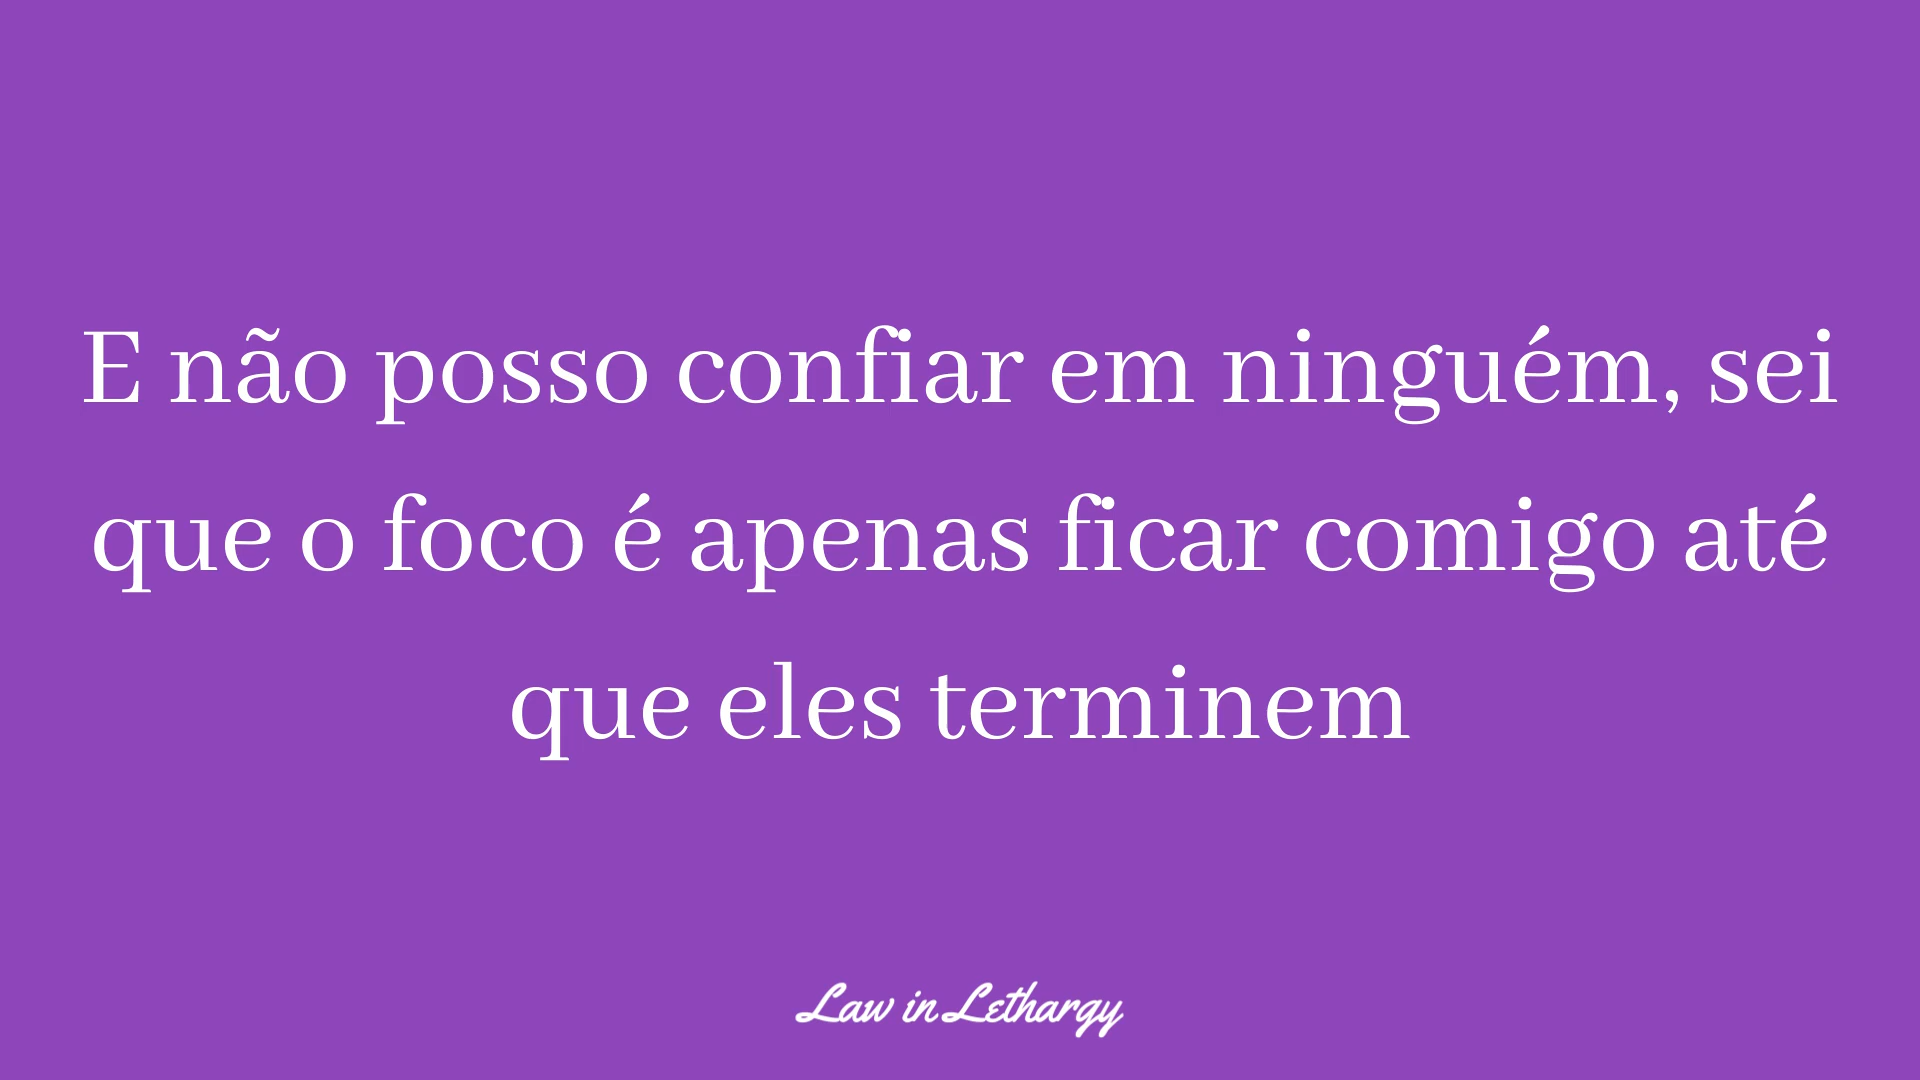 E não posso confiar em ninguém, sei
que o foco é apenas ficar comigo até
que eles terminem
Law in Lethargy